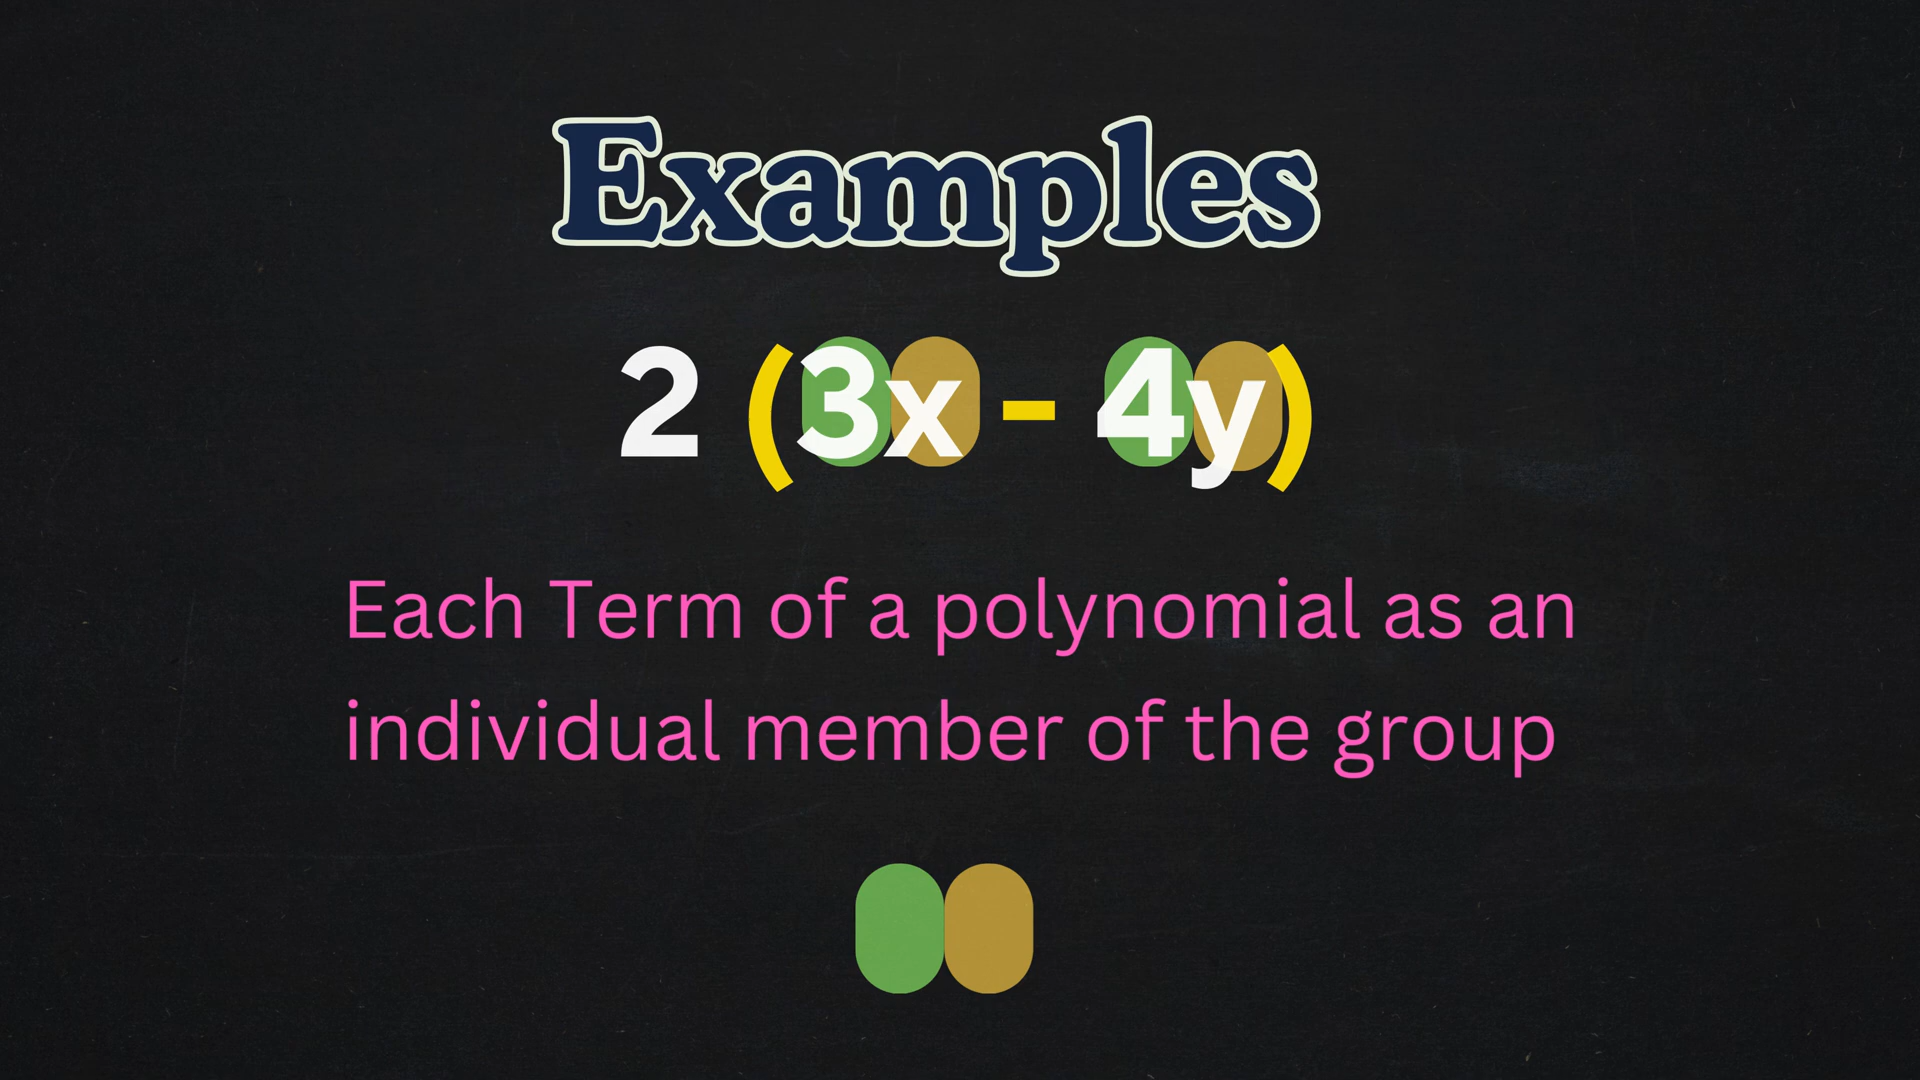 Examples
2 (3x - 4y)
Each Term of a polynomial as an
individual member of the group